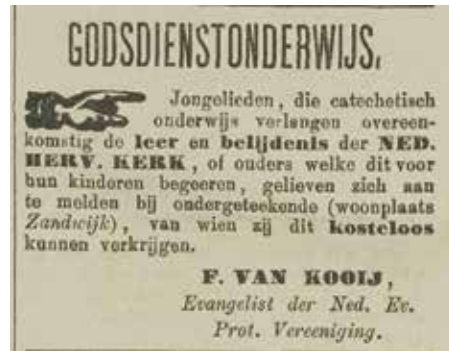 GODSDIENSTONDERWIJS.
Jongelieden, die catechetisch
onderwijs verlangen overeen-
komstig de leer en belijdenis der NED.
HERV. KERK, of ouders welke dit voor
hun kinderen begeeren, gelieven zich aan
te melden bij ondergeteekende (woonplaats
Zandwijk), van wien zij dit kosteloos
kunnen verkrijgen.
F. VAN KOOIJ,
Evangelist der Ned. Ev.
Prot. Vereeniging.